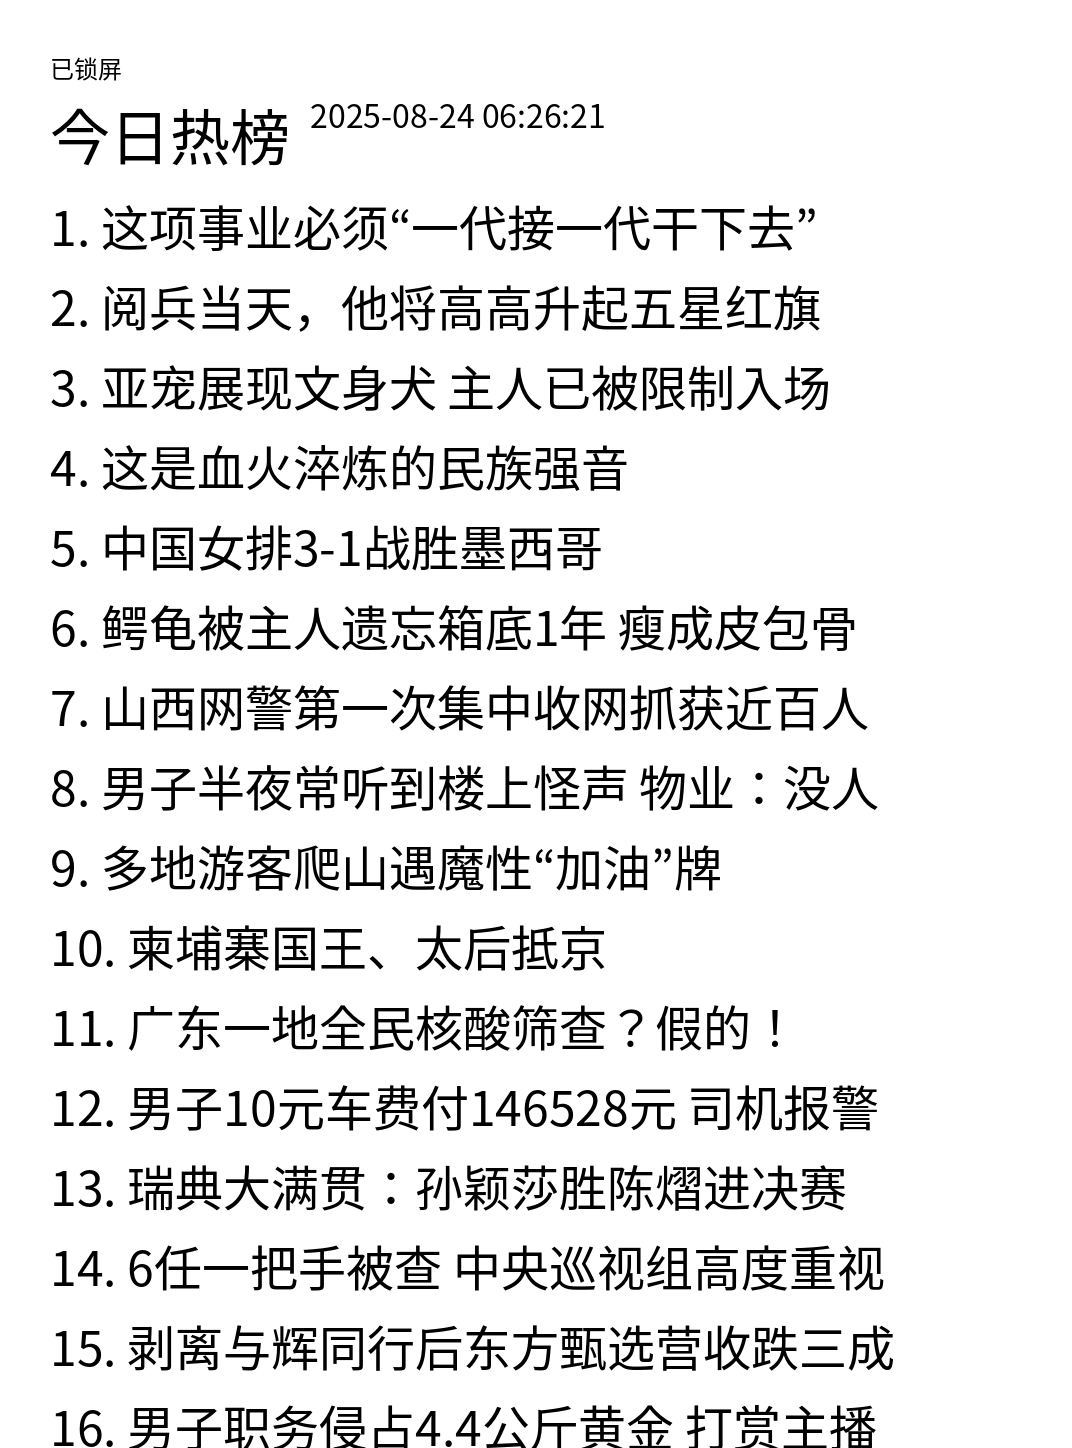 已锁屏
今日热榜 2025-08-24 06:26:21
1. 这项事业必须“一代接一代干下去”
2. 阅兵当天，他将高高升起五星红旗
3. 亚宠展现文身犬 主人已被限制入场
4. 这是血火淬炼的民族强音
5. 中国女排3-1战胜墨西哥
6. 鳄龟被主人遗忘箱底1年 瘦成皮包骨
7. 山西网警第一次集中收网抓获近百人
8. 男子半夜常听到楼上怪声 物业：没人
9. 多地游客爬山遇魔性“加油”牌
10. 柬埔寨国王、太后抵京
11. 广东一地全民核酸筛查？假的！
12. 男子10元车费付146528元 司机报警
13. 瑞典大满贯：孙颖莎胜陈熠进决赛
14. 6任一把手被查 中央巡视组高度重视
15. 剥离与辉同行后东方甄选营收跌三成
16. 男子职务侵占4.4公斤黄金 打赏主播